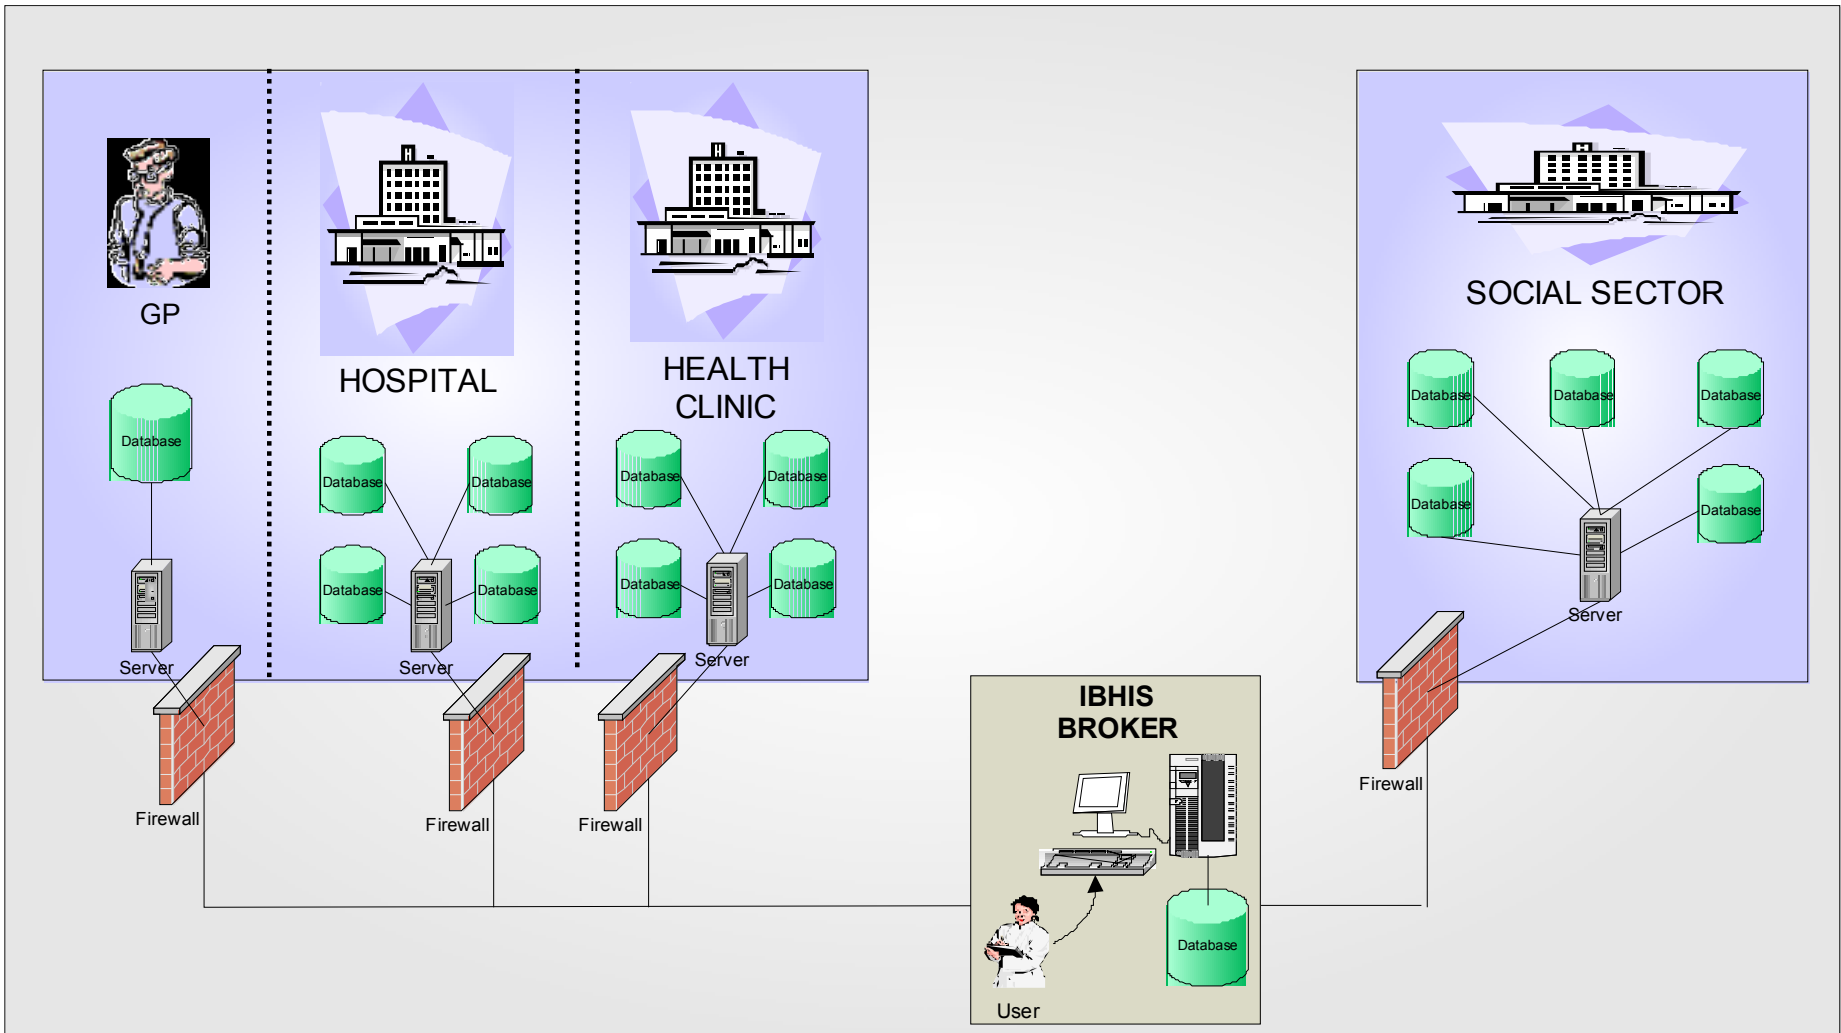 GP
HOSPITAL
HEALTH
CLINIC
SOCIAL SECTOR
Database
Database
Database
Database
Database
Database
Database
Database
Database
Database
Database
Database
Database
Database
Server
Server
Server
Server
Firewall
Firewall
Firewall
Firewall
IBHIS
BROKER
Database
User